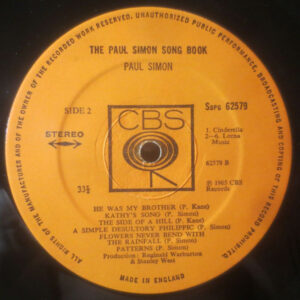 THE PAUL SIMON SONG BOOK
PAUL SIMON
SIDE 2
SSPG 62579
CBS
STEREO
1. Cinderella
2—6. Lorna
Music
62579 B
33⅓
℗ 1965 CBS
Records
HE WAS MY BROTHER (P. Kane)
KATHY'S SONG (P. Simon)
THE SIDE OF A HILL (P. Kane)
A SIMPLE DESULTORY PHILIPPIC (P. Simon)
FLOWERS NEVER BEND WITH
THE RAINFALL (P. Simon)
PATTERNS (P. Simon)
Production: Reginald Warburton
& Stanley West
MADE IN ENGLAND
ALL RIGHTS OF THE MANUFACTURER AND OF THE OWNER OF THE RECORDED WORK RESERVED. UNAUTHORIZED PUBLIC PERFORMANCE, BROADCASTING AND COPYING OF THIS RECORD PROHIBITED.